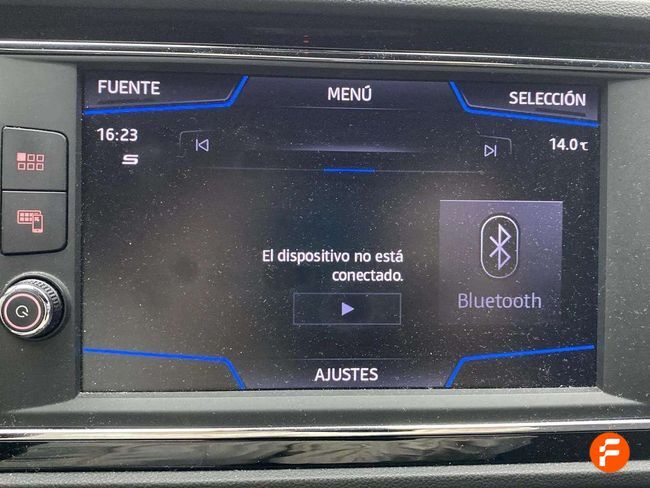 FUENTE
MENÚ
SELECCIÓN
16:23
14.0 ℃
El dispositivo no está
conectado.
Bluetooth
AJUSTES